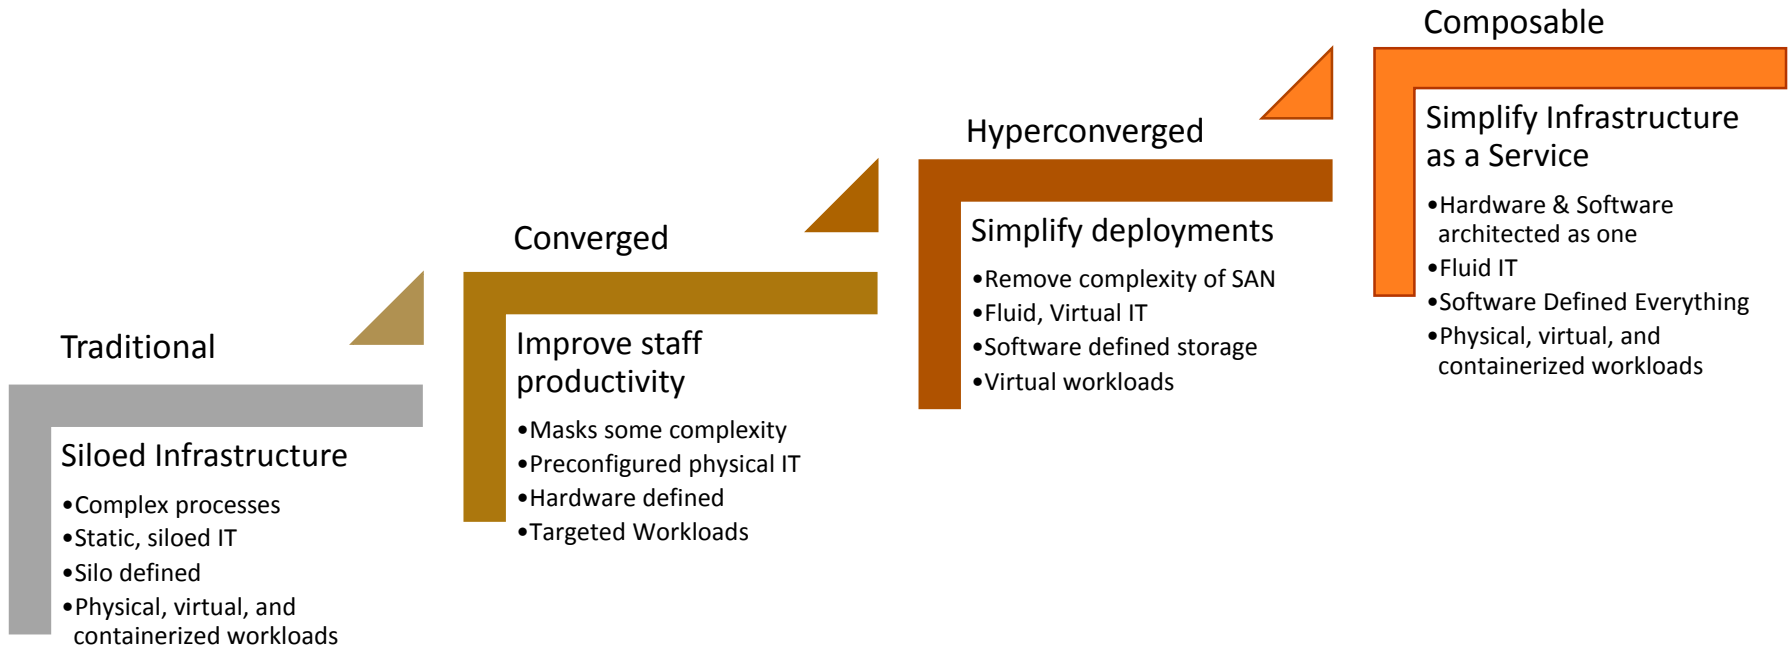 Traditional
Siloed Infrastructure
•Complex processes
•Static, siloed IT
•Silo defined
•Physical, virtual, and
containerized workloads
Converged
Improve staff
productivity
•Masks some complexity
•Preconfigured physical IT
•Hardware defined
•Targeted Workloads
Hyperconverged
Simplify deployments
•Remove complexity of SAN
•Fluid, Virtual IT
•Software defined storage
•Virtual workloads
Composable
Simplify Infrastructure
as a Service
•Hardware & Software
architected as one
•Fluid IT
•Software Defined Everything
•Physical, virtual, and
containerized workloads